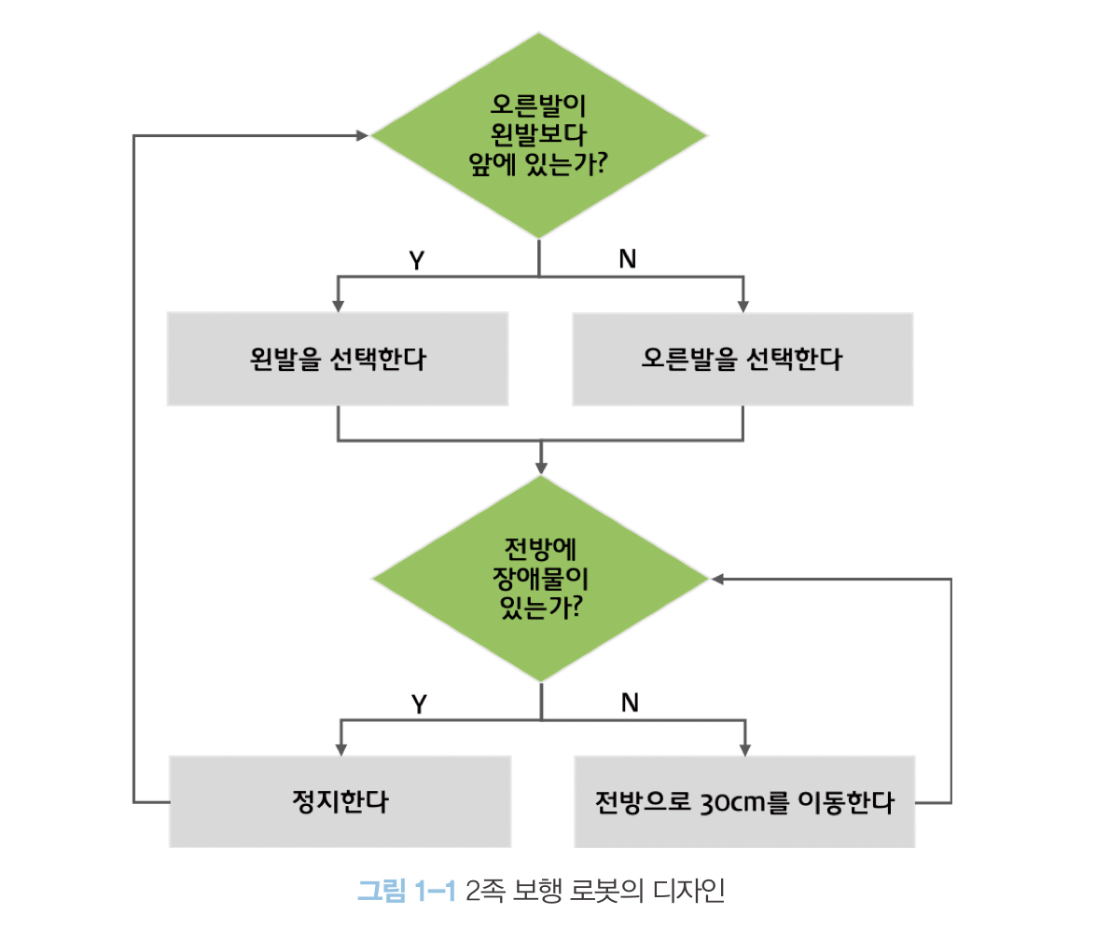 오른발이
왼발보다
앞에 있는가?
Y
N
왼발을 선택한다
오른발을 선택한다
전방에
장애물이
있는가?
Y
N
정지한다
전방으로 30cm를 이동한다
그림 1–1 2족 보행 로봇의 디자인